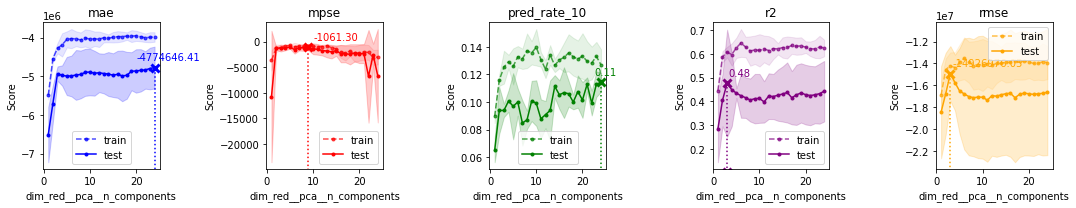 mae
1e6
−4
−5
−6
−7
Score
-4774646.41
train
test
0
10
20
dim_red__pca__n_components
mpse
0
−5000
−10000
−15000
−20000
Score
-1061.30
train
test
0
10
20
dim_red__pca__n_components
pred_rate_10
0.14
0.12
0.10
0.08
0.06
Score
0.11
train
test
0
10
20
dim_red__pca__n_components
r2
0.7
0.6
0.5
0.4
0.3
0.2
Score
0.48
train
test
0
10
20
dim_red__pca__n_components
rmse
1e7
−1.2
−1.4
−1.6
−1.8
−2.0
−2.2
Score
train
test
0
10
20
dim_red__pca__n_components